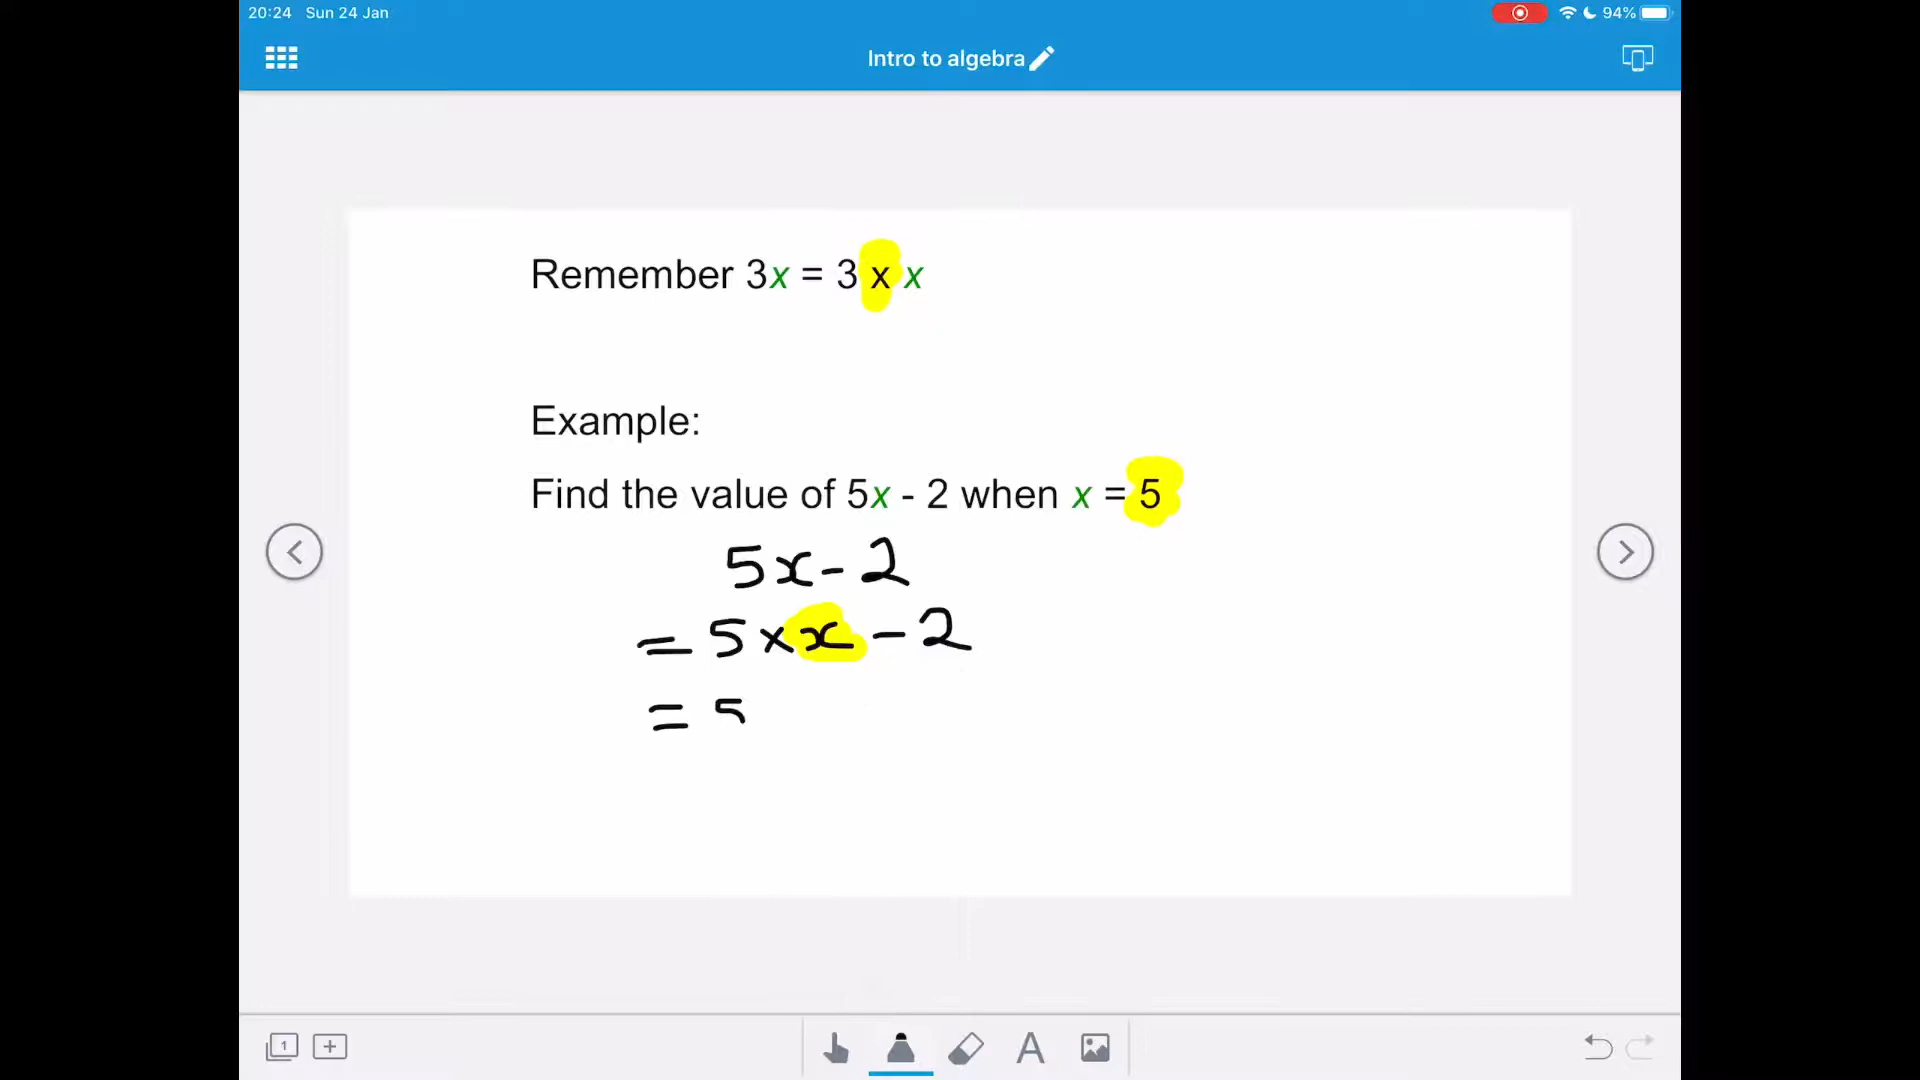 20:24 Sun 24 Jan 94%
Intro to algebra
Remember 3x = 3 x x
Example:
Find the value of 5x - 2 when x = 5
5x - 2
= 5 × x - 2
= 5
1 A